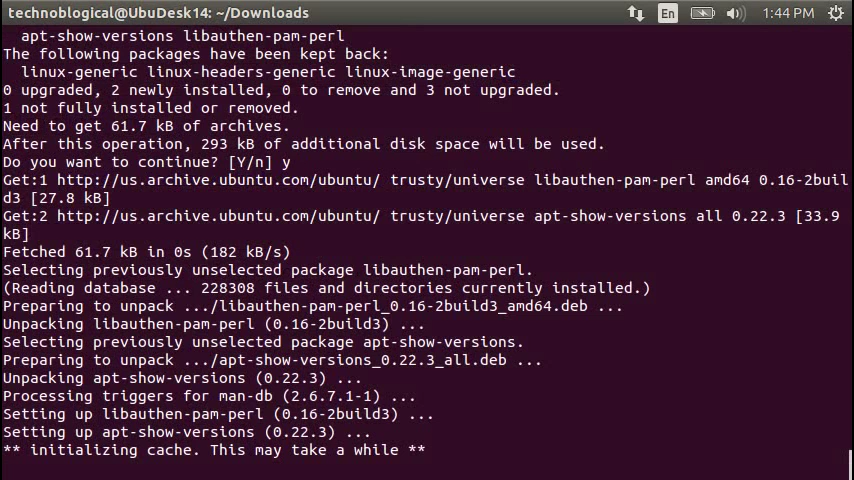 technoblogical@UbuDesk14: ~/Downloads
En
1:44 PM
apt-show-versions libauthen-pam-perl
The following packages have been kept back:
linux-generic linux-headers-generic linux-image-generic
0 upgraded, 2 newly installed, 0 to remove and 3 not upgraded.
1 not fully installed or removed.
Need to get 61.7 kB of archives.
After this operation, 293 kB of additional disk space will be used.
Do you want to continue? [Y/n] y
Get:1 http://us.archive.ubuntu.com/ubuntu/ trusty/universe libauthen-pam-perl amd64 0.16-2buil
d3 [27.8 kB]
Get:2 http://us.archive.ubuntu.com/ubuntu/ trusty/universe apt-show-versions all 0.22.3 [33.9
kB]
Fetched 61.7 kB in 0s (182 kB/s)
Selecting previously unselected package libauthen-pam-perl.
(Reading database ... 228308 files and directories currently installed.)
Preparing to unpack .../libauthen-pam-perl_0.16-2build3_amd64.deb ...
Unpacking libauthen-pam-perl (0.16-2build3) ...
Selecting previously unselected package apt-show-versions.
Preparing to unpack .../apt-show-versions_0.22.3_all.deb ...
Unpacking apt-show-versions (0.22.3) ...
Processing triggers for man-db (2.6.7.1-1) ...
Setting up libauthen-pam-perl (0.16-2build3) ...
Setting up apt-show-versions (0.22.3) ...
** initializing cache. This may take a while **